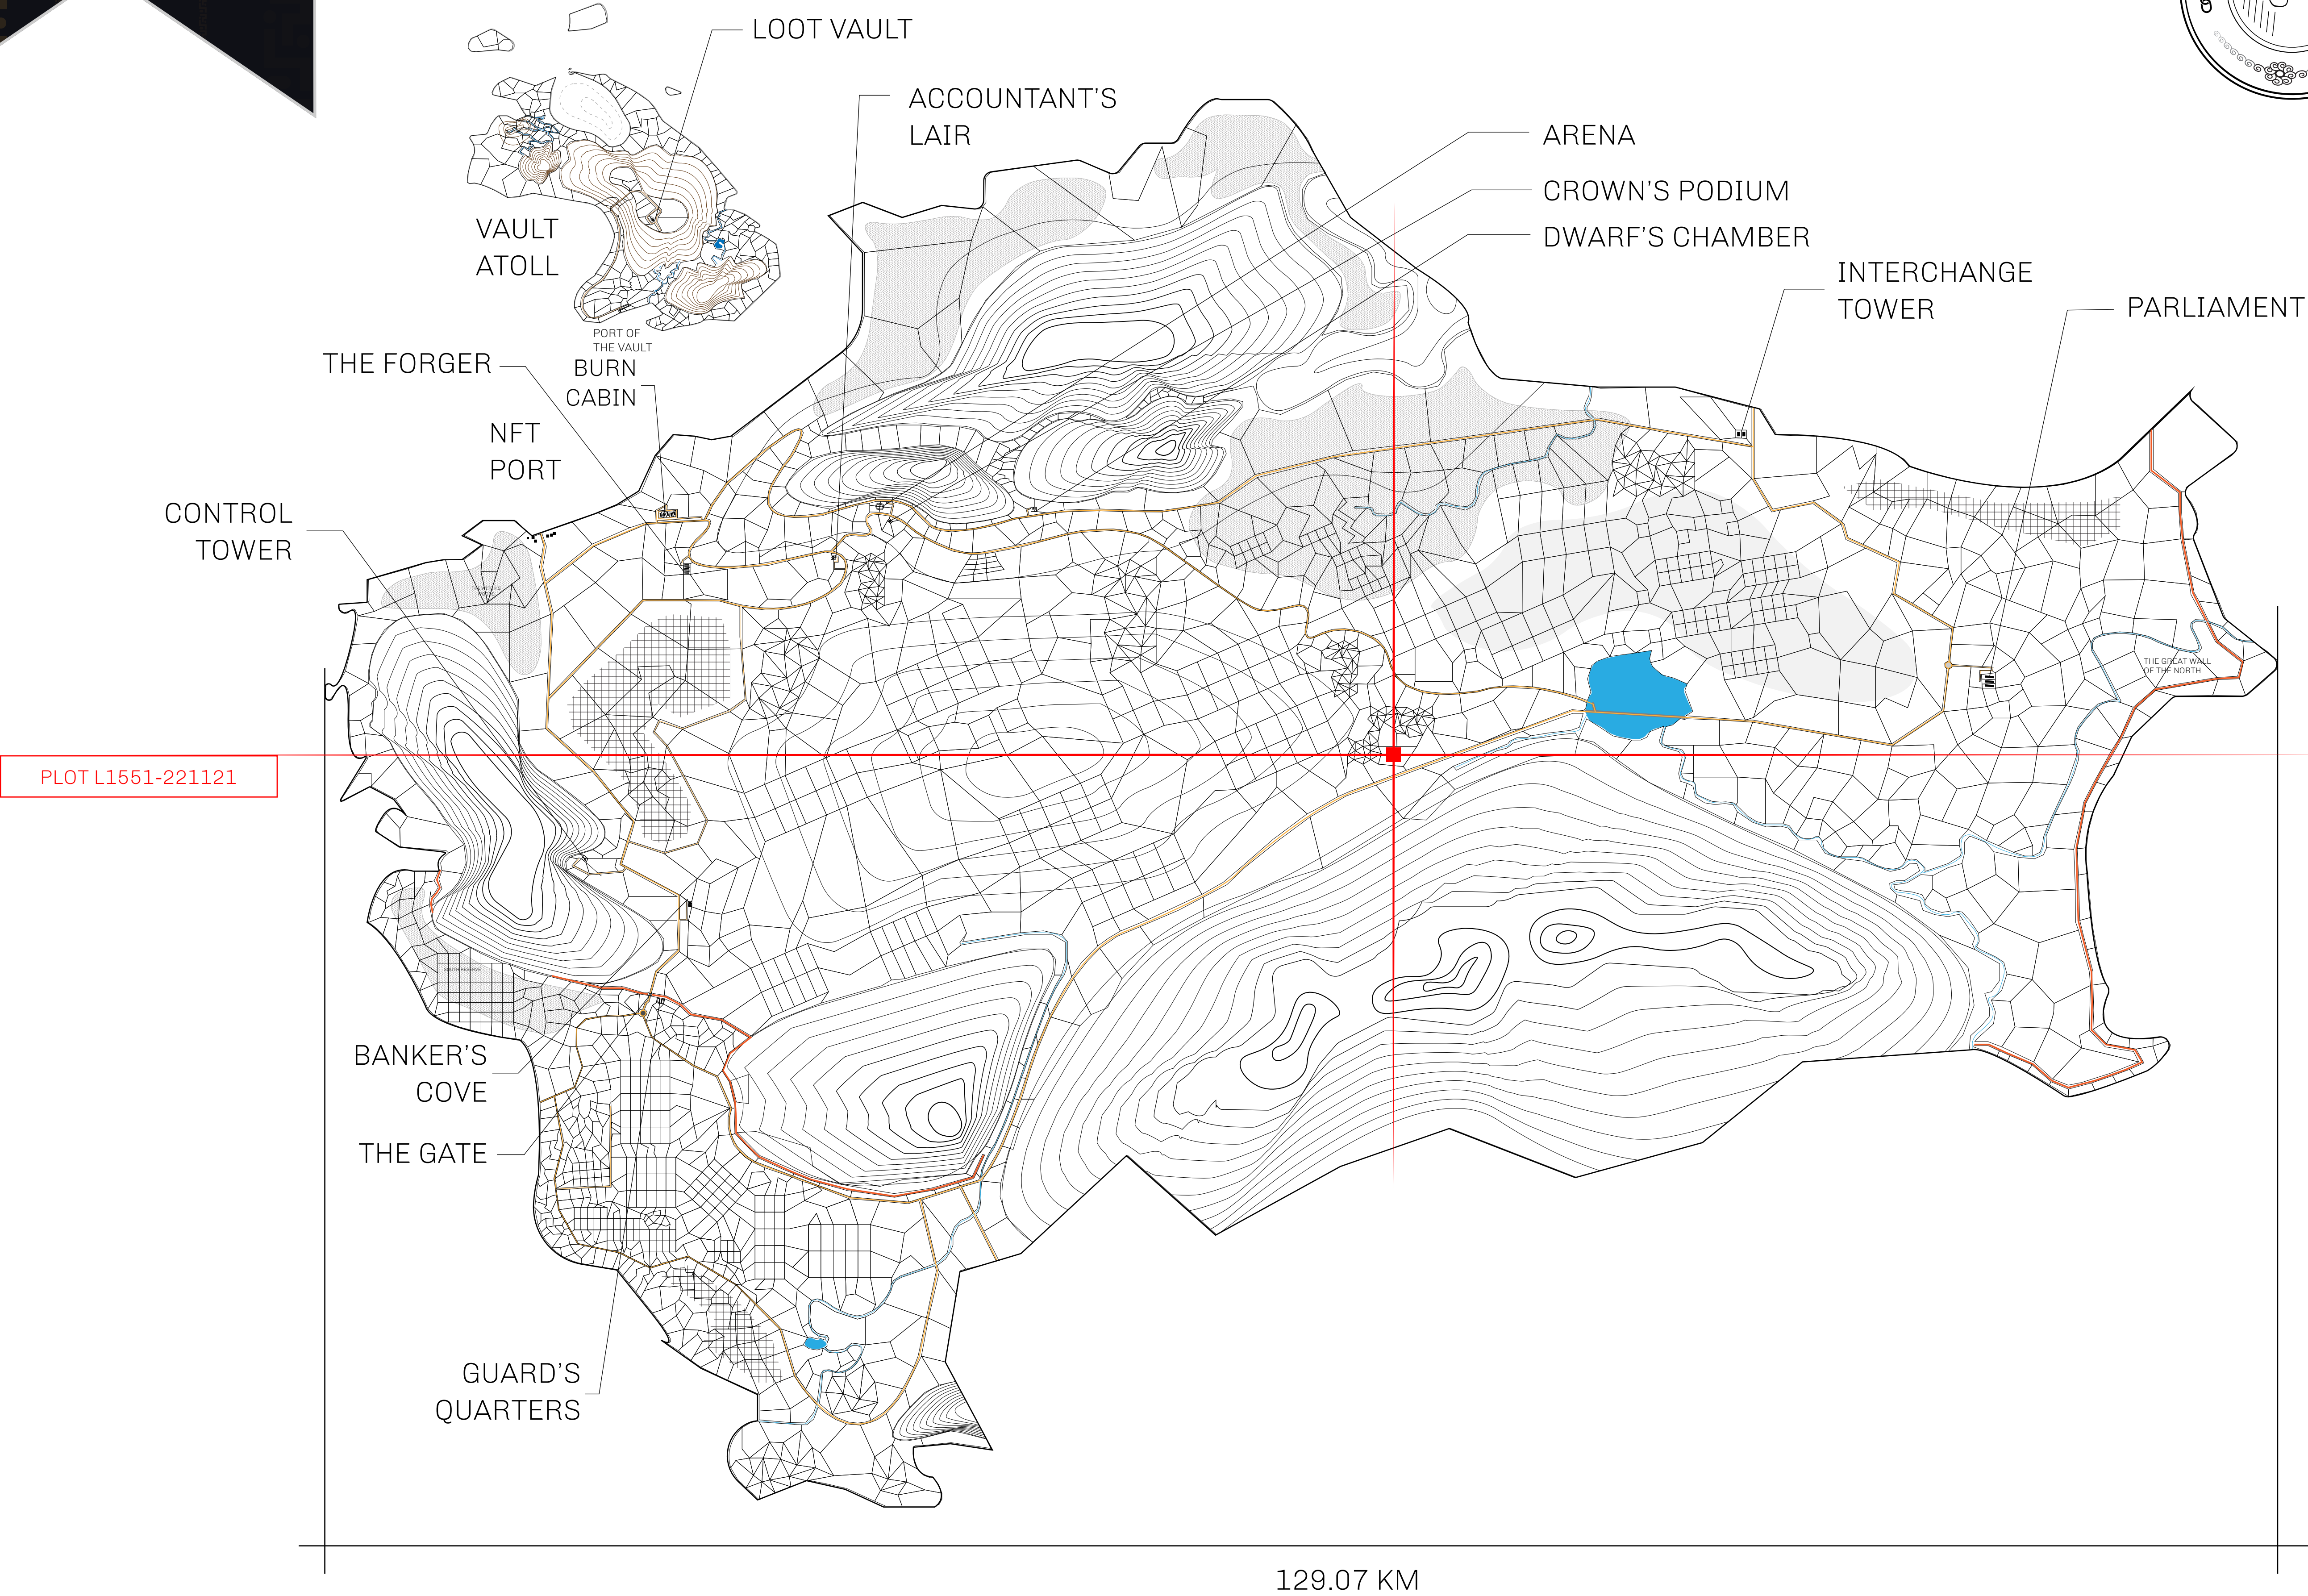 LOOT VAULT
ACCOUNTANT'S
LAIR
ARENA
CROWN'S PODIUM
DWARF'S CHAMBER
INTERCHANGE
TOWER
PARLIAMENT
VAULT
ATOLL
PORT OF
THE VAULT
BURN
CABIN
THE FORGER
NFT
PORT
CONTROL
TOWER
THE GREAT WALL
OF THE NORTH
PLOT L1551-221121
SOUTH RESERVE
BANKER'S
COVE
THE GATE
GUARD'S
QUARTERS
129.07 KM